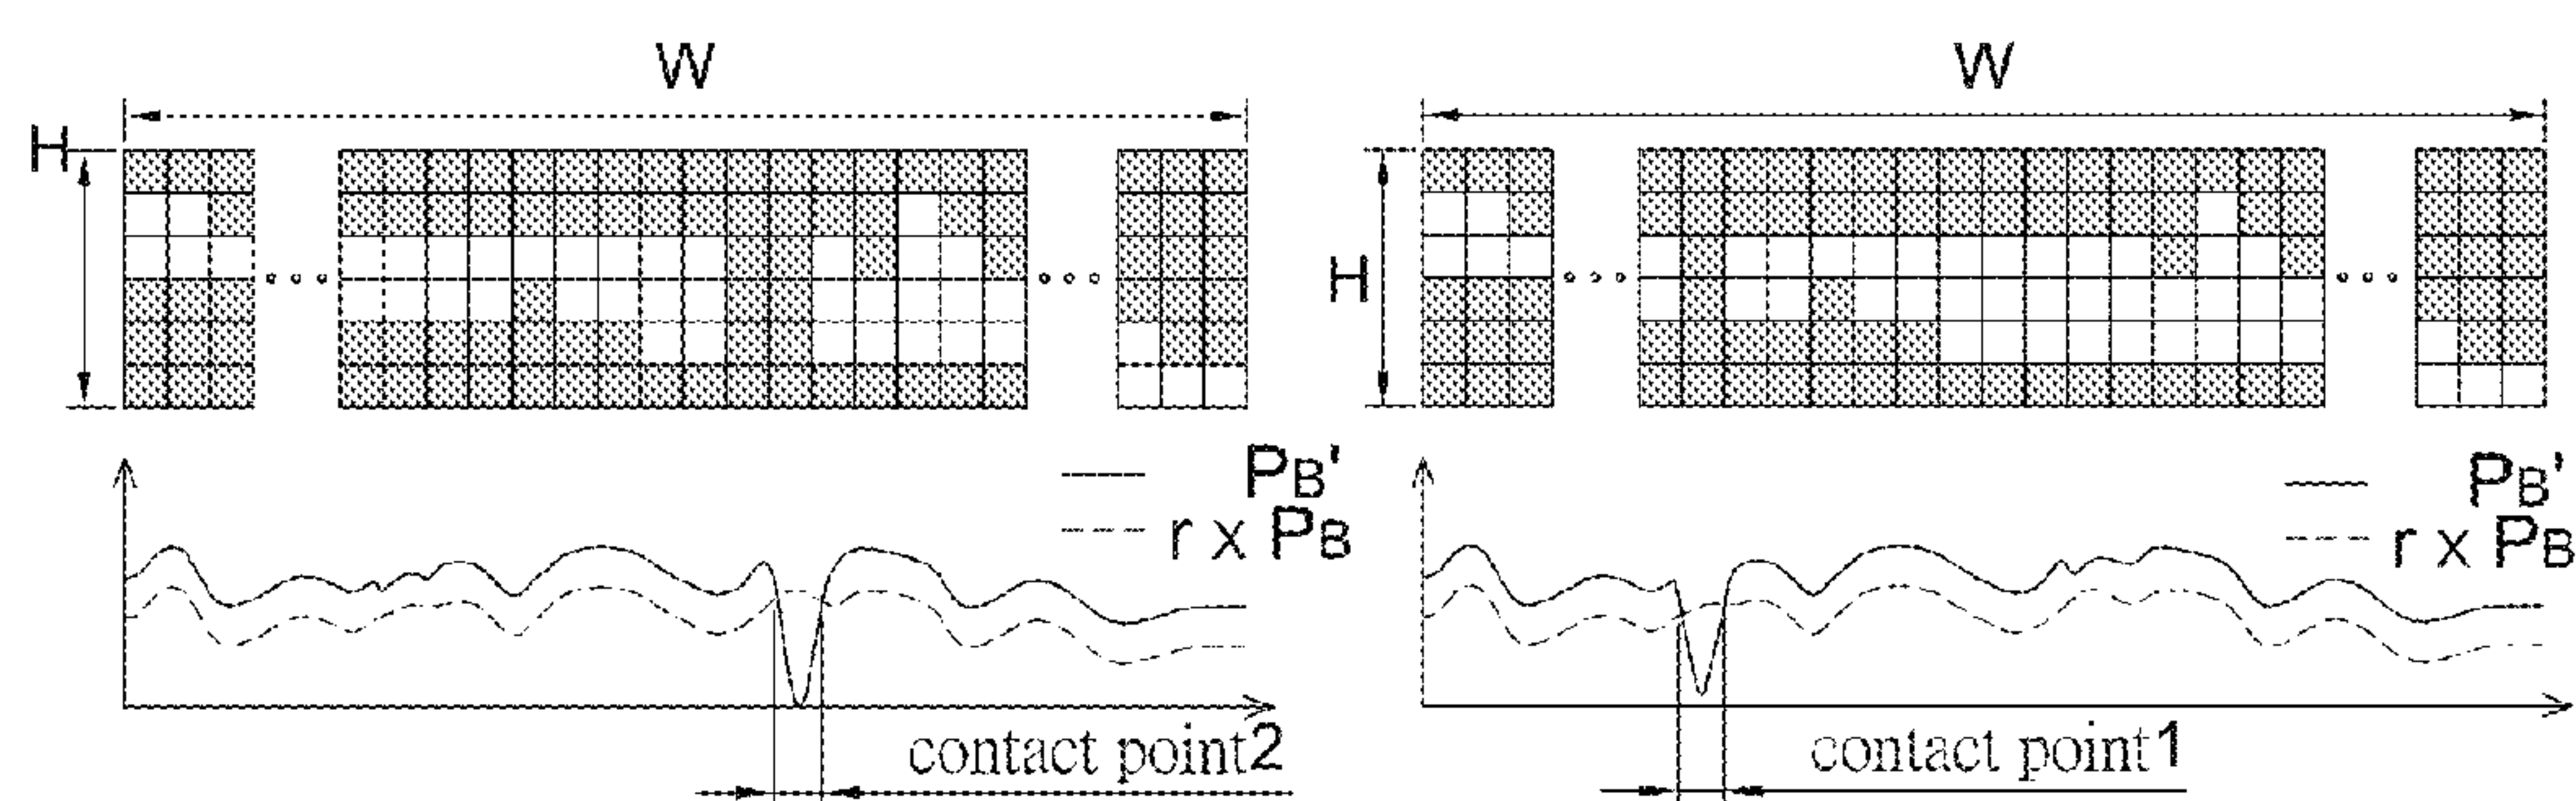 W
W
H
H
PB'
r x PB
PB'
r x PB
contact point2
contact point1